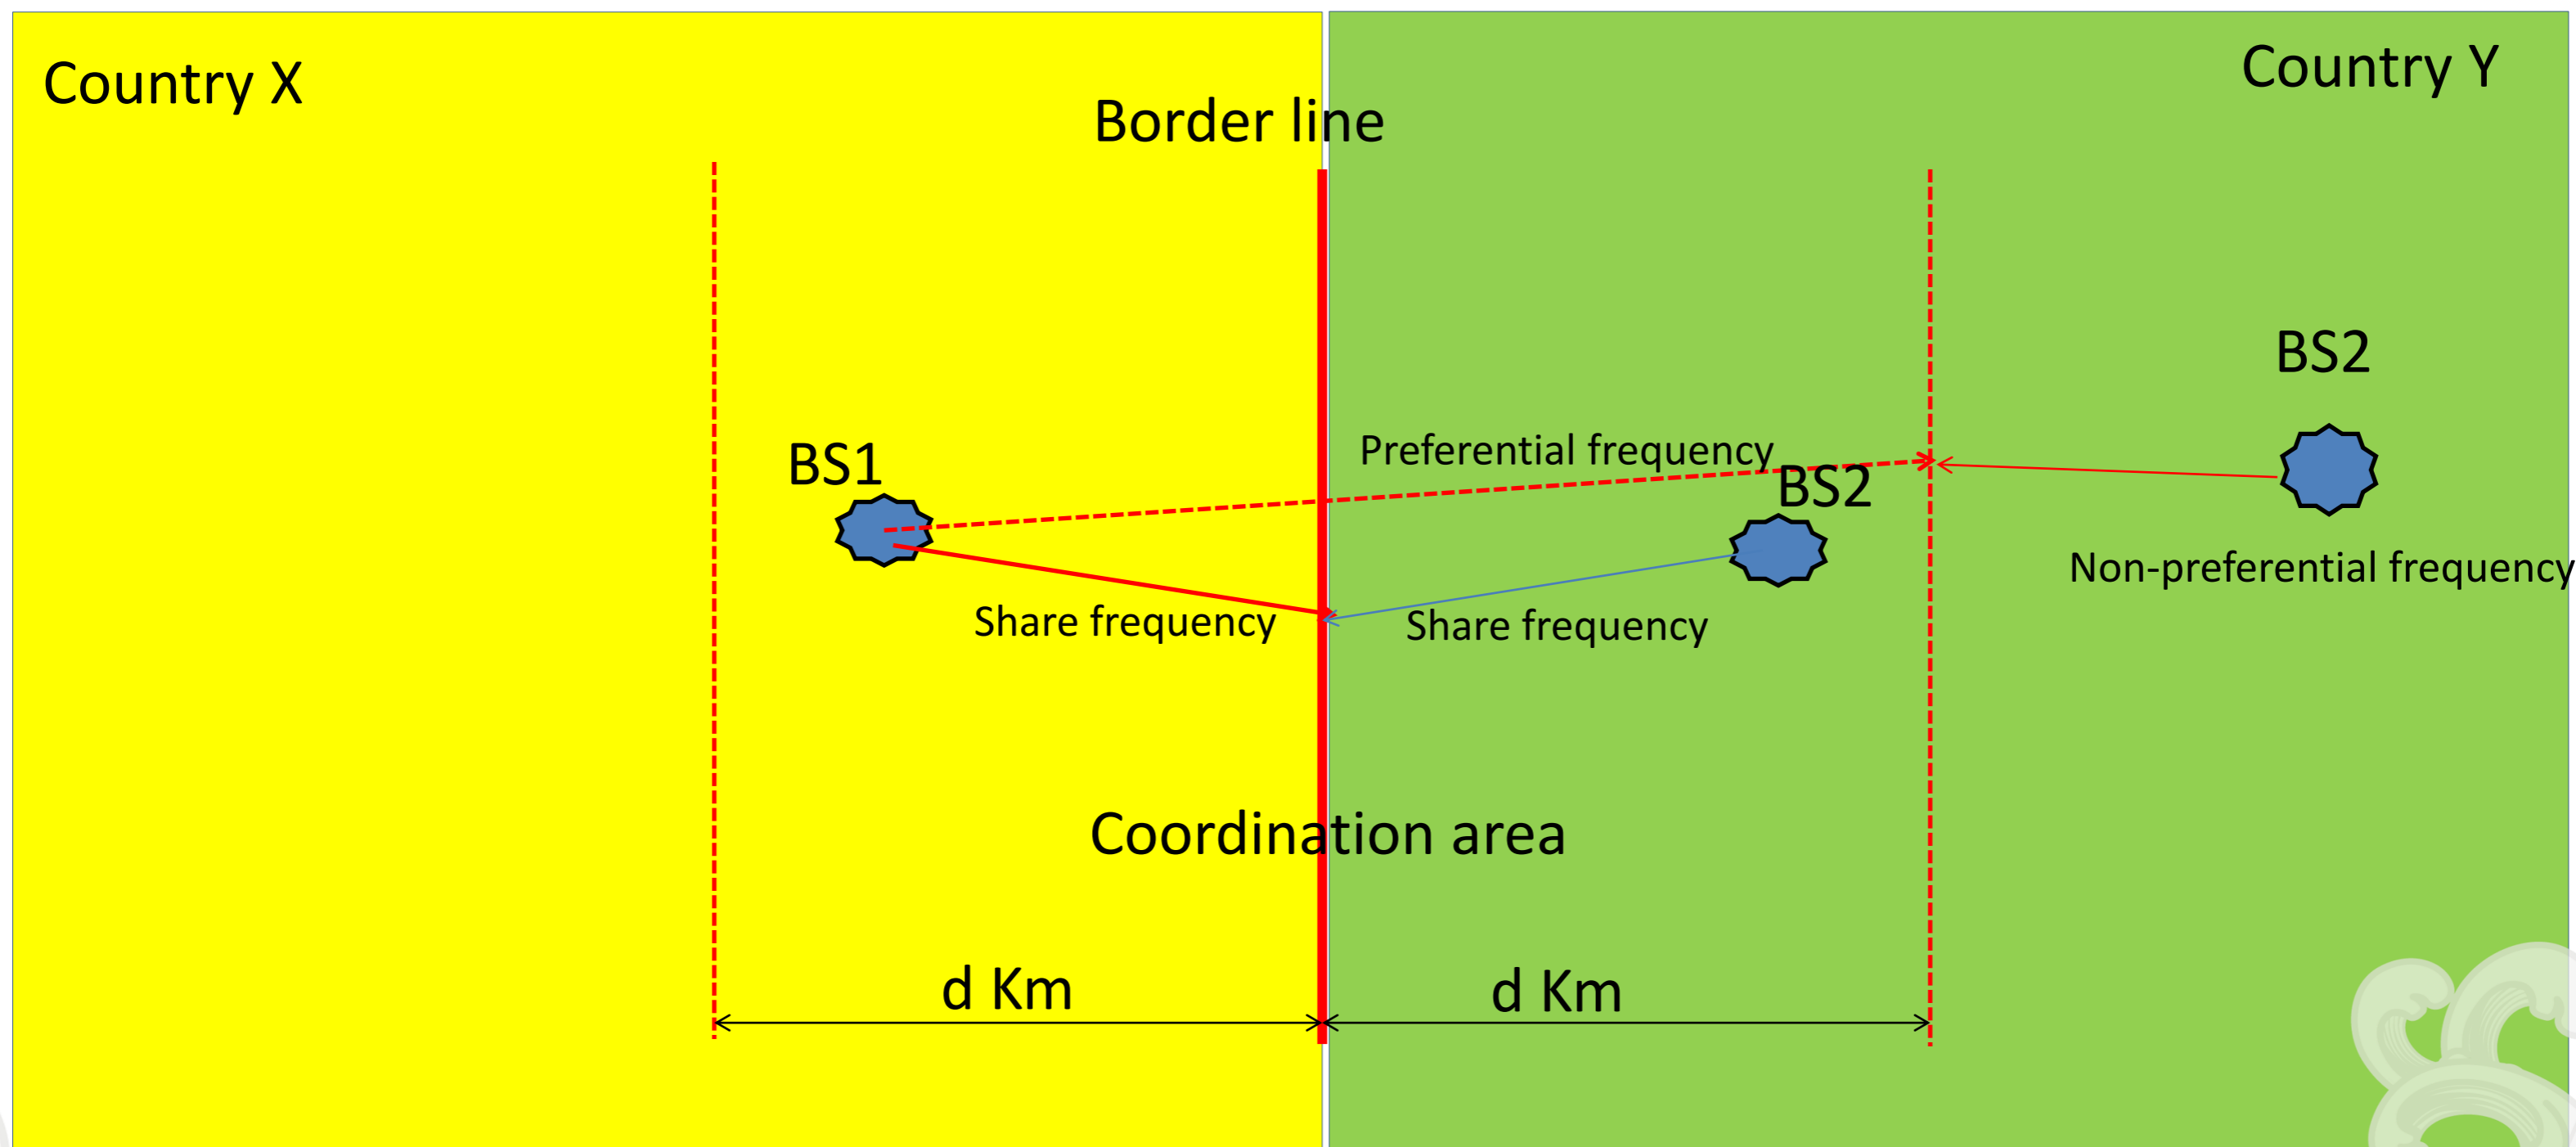 Country X
Country Y
Border line
BS2
Preferential frequency
BS1
BS2
Non-preferential frequency
Share frequency
Share frequency
Coordination area
d Km
d Km